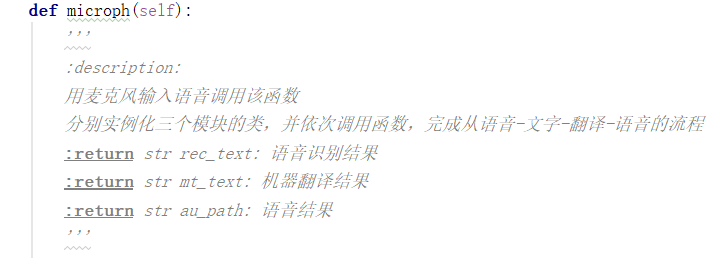 def microph(self):
'''
:description:
用麦克风输入语音调用该函数
分别实例化三个模块的类，并依次调用函数，完成从语音-文字-翻译-语音的流程
:return str rec_text: 语音识别结果
:return str mt_text: 机器翻译结果
:return str au_path: 语音结果
'''